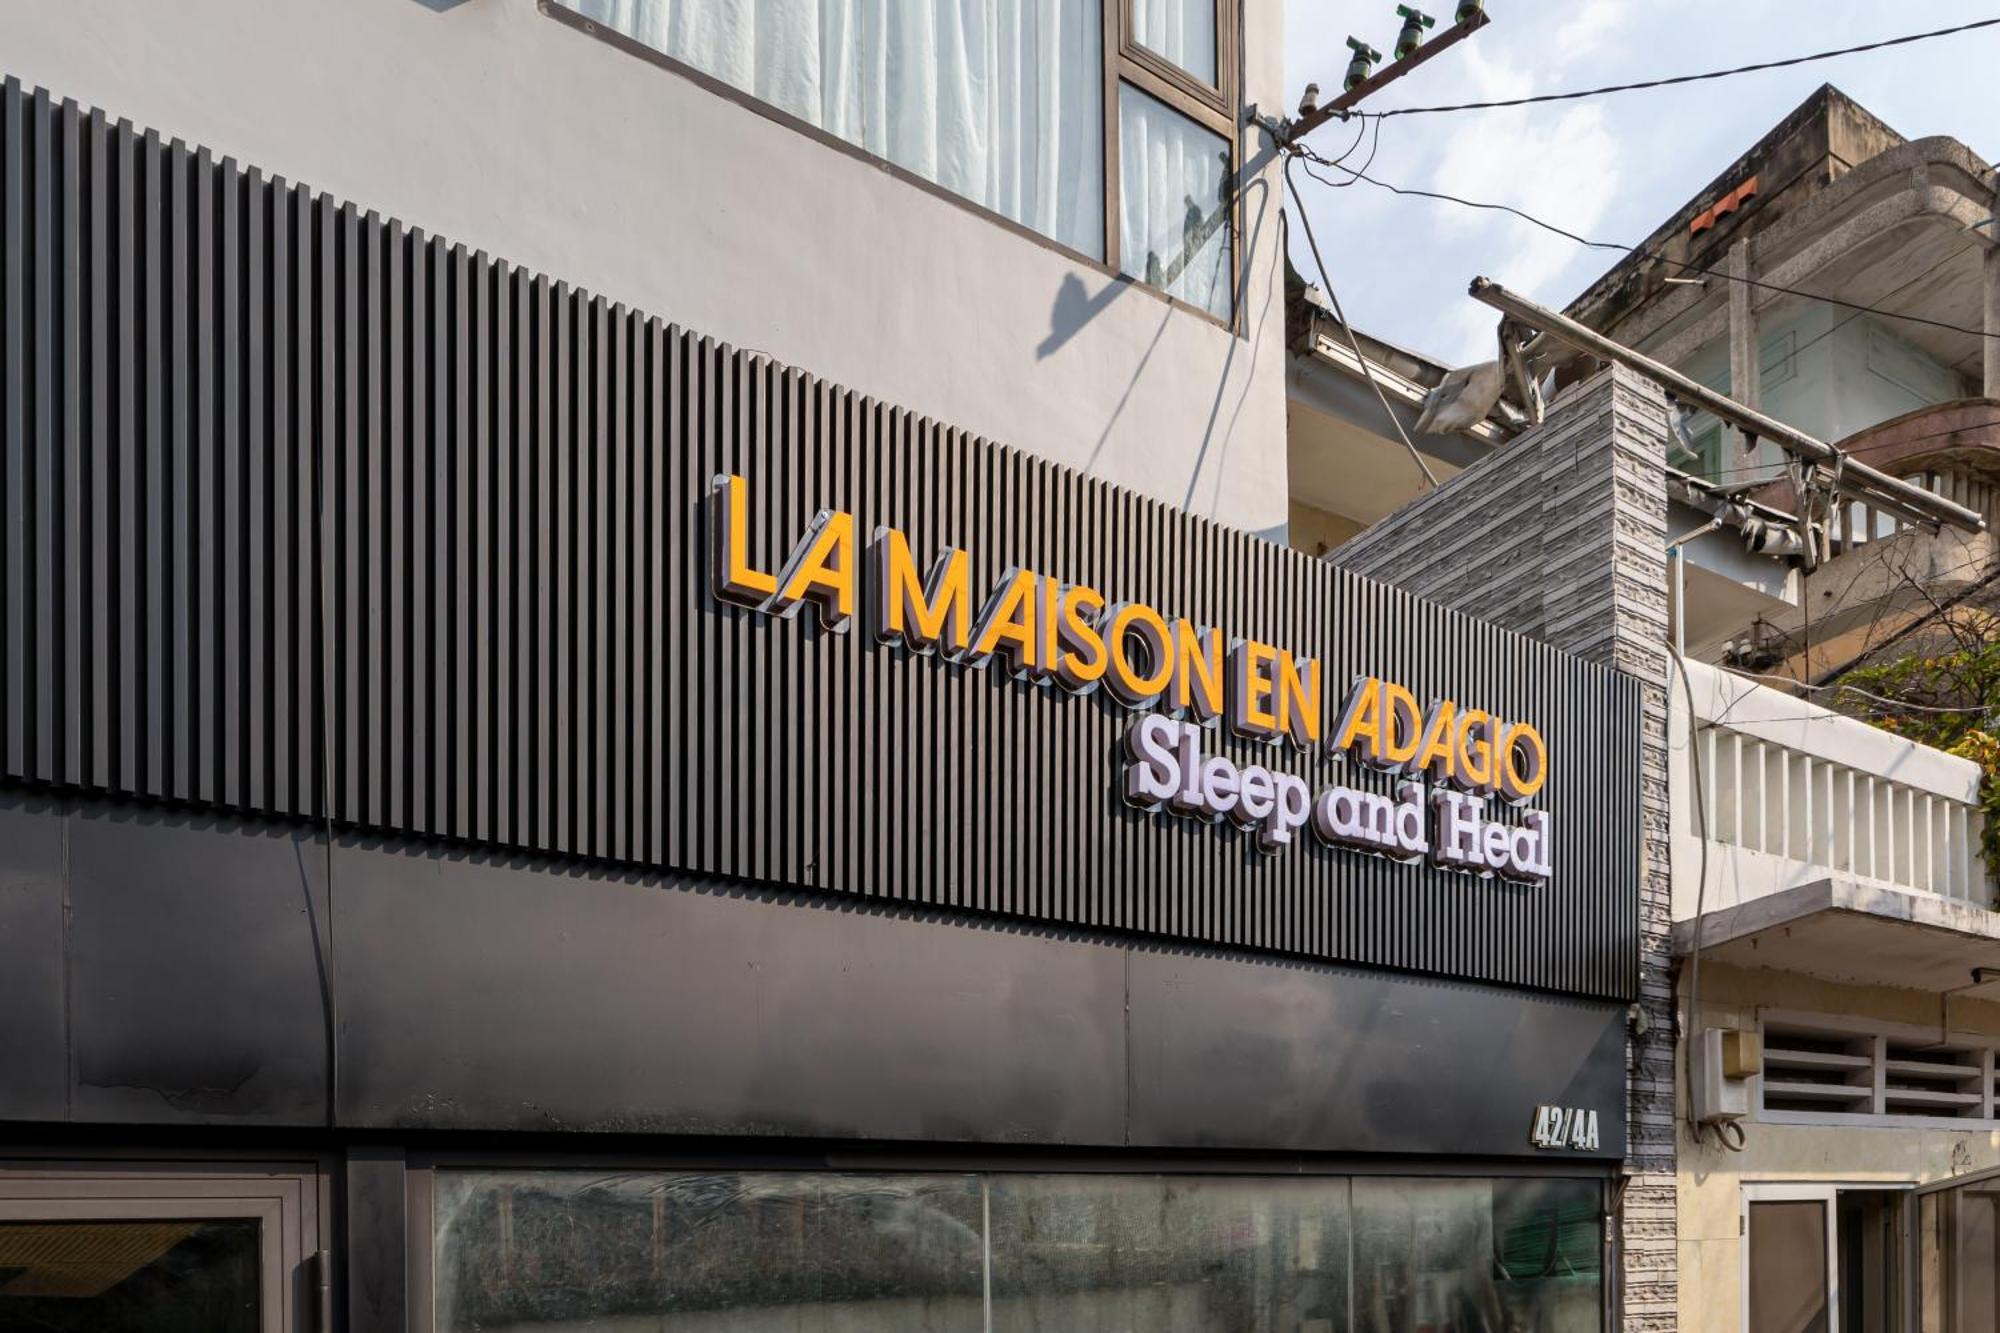 LA MAISON EN ADAGIO
Sleep and Heal
42/4A